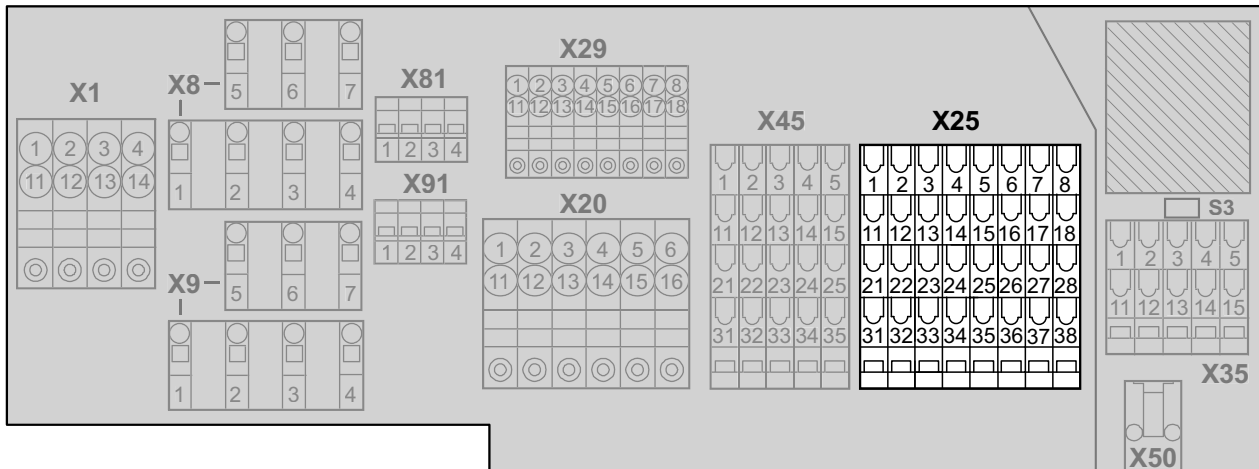 X1
1 2 3 4
11 12 13 14
X8
5 6 7
1 2 3 4
X9
5 6 7
1 2 3 4
X81
1 2 3 4
X91
1 2 3 4
X29
1 2 3 4 5 6 7 8
11 12 13 14 15 16 17 18
X20
1 2 3 4 5 6
11 12 13 14 15 16
X45
1 2 3 4 5
11 12 13 14 15
21 22 23 24 25
31 32 33 34 35
X25
1 2 3 4 5 6 7 8
11 12 13 14 15 16 17 18
21 22 23 24 25 26 27 28
31 32 33 34 35 36 37 38
S3
1 2 3 4 5
11 12 13 14 15
X35
X50